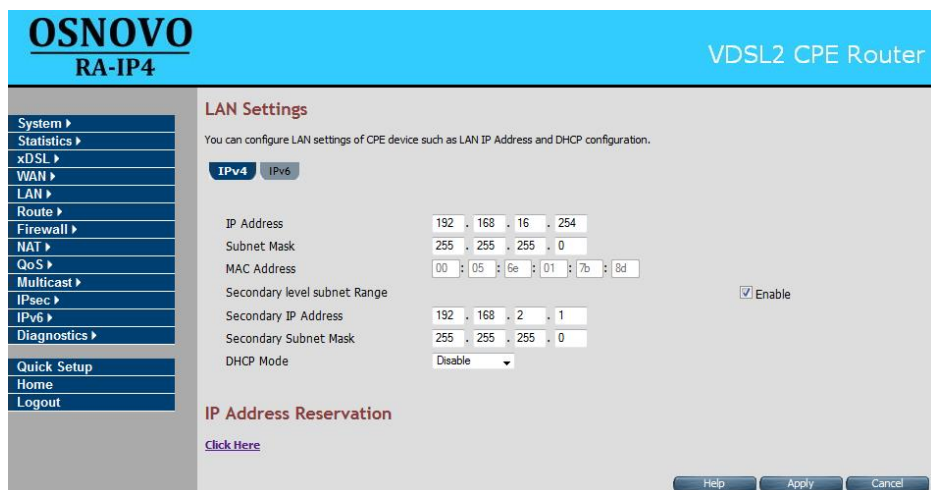 OSNOVO
RA-IP4
VDSL2 CPE Router
System
Statistics
xDSL
WAN
LAN
Route
Firewall
NAT
QoS
Multicast
IPsec
IPv6
Diagnostics
Quick Setup
Home
Logout
LAN Settings
You can configure LAN settings of CPE device such as LAN IP Address and DHCP configuration.
IPv4 IPv6
IP Address 192 . 168 . 16 . 254
Subnet Mask 255 . 255 . 255 . 0
MAC Address 00 : 05 : 6e : 01 : 7b : 8d
Secondary level subnet Range Enable
Secondary IP Address 192 . 168 . 2 . 1
Secondary Subnet Mask 255 . 255 . 255 . 0
DHCP Mode Disable
IP Address Reservation
Click Here
Help Apply Cancel